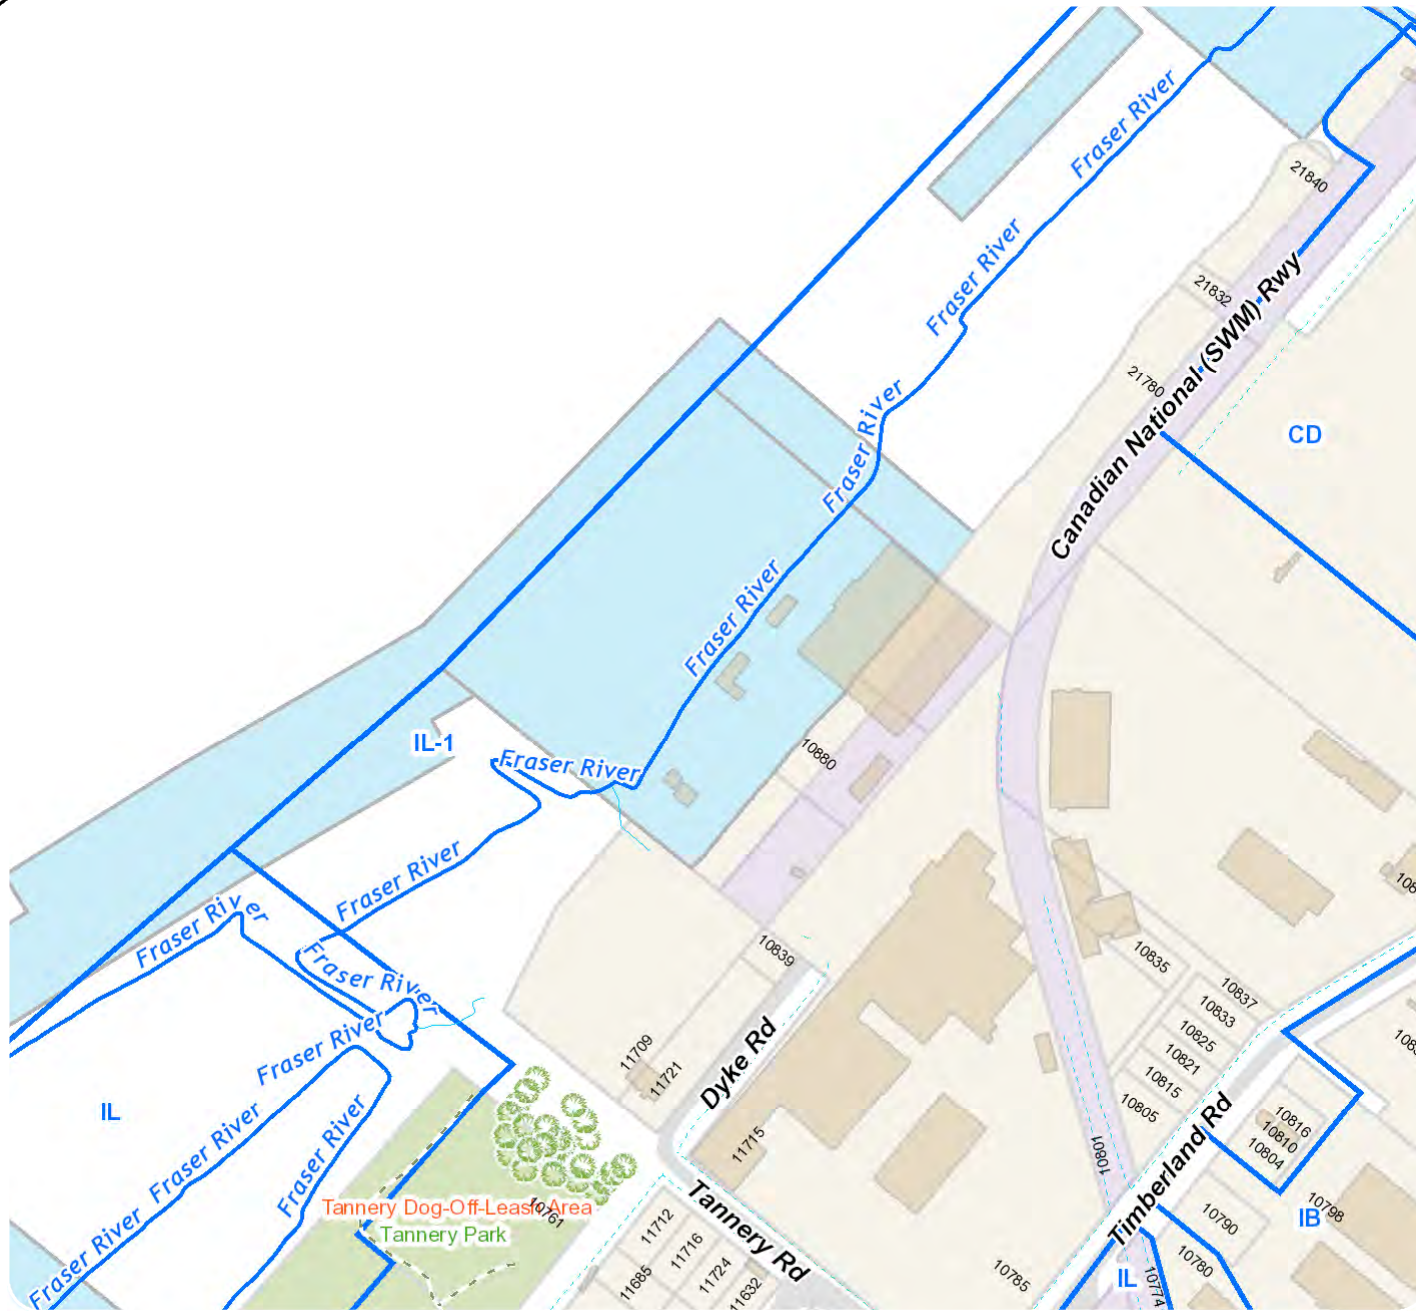 Fraser River
21840
Fraser River
21832
Canadian National (SWM) Rwy
21780
Fraser River
CD
Fraser River
Fraser River
IL-1
Fraser River
10880
Fraser River
Fraser River
Fraser River
10839
10835
10837
10833
10825
10821
10815
10805
Fraser River
11709
11721
Dyke Rd
IL
Fraser River
Fraser River
11715
10801
Timberland Rd
10816
10810
10804
Tannery Dog-Off-Leash Area
10761
Tannery Park
Tannery Rd
11712
11716
11724
11685
11632
10798
IB
10790
10780
10774
10785
IL
Fraser River